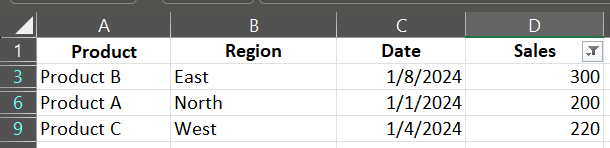 A B C D
1 Product Region Date Sales
3 Product B East 1/8/2024 300
6 Product A North 1/1/2024 200
9 Product C West 1/4/2024 220